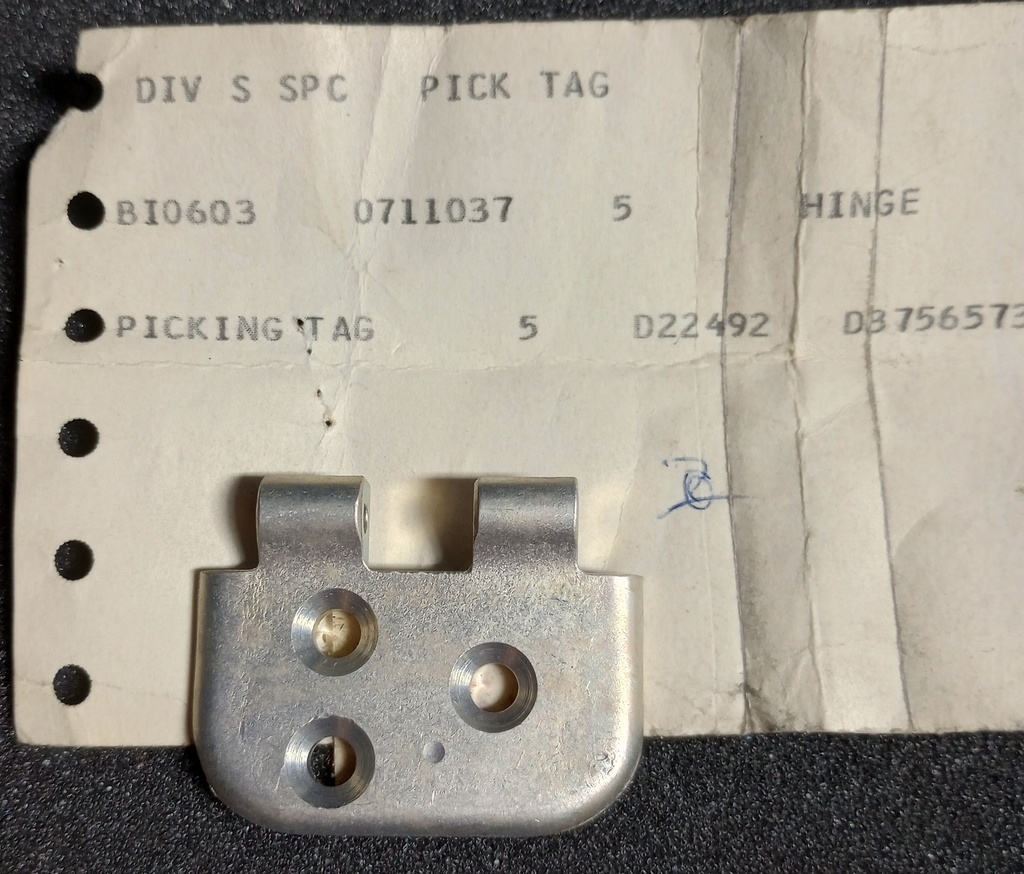 DIV S SPC PICK TAG
BI0603 0711037 5 HINGE
PICKING TAG 5 D22492 D3756573